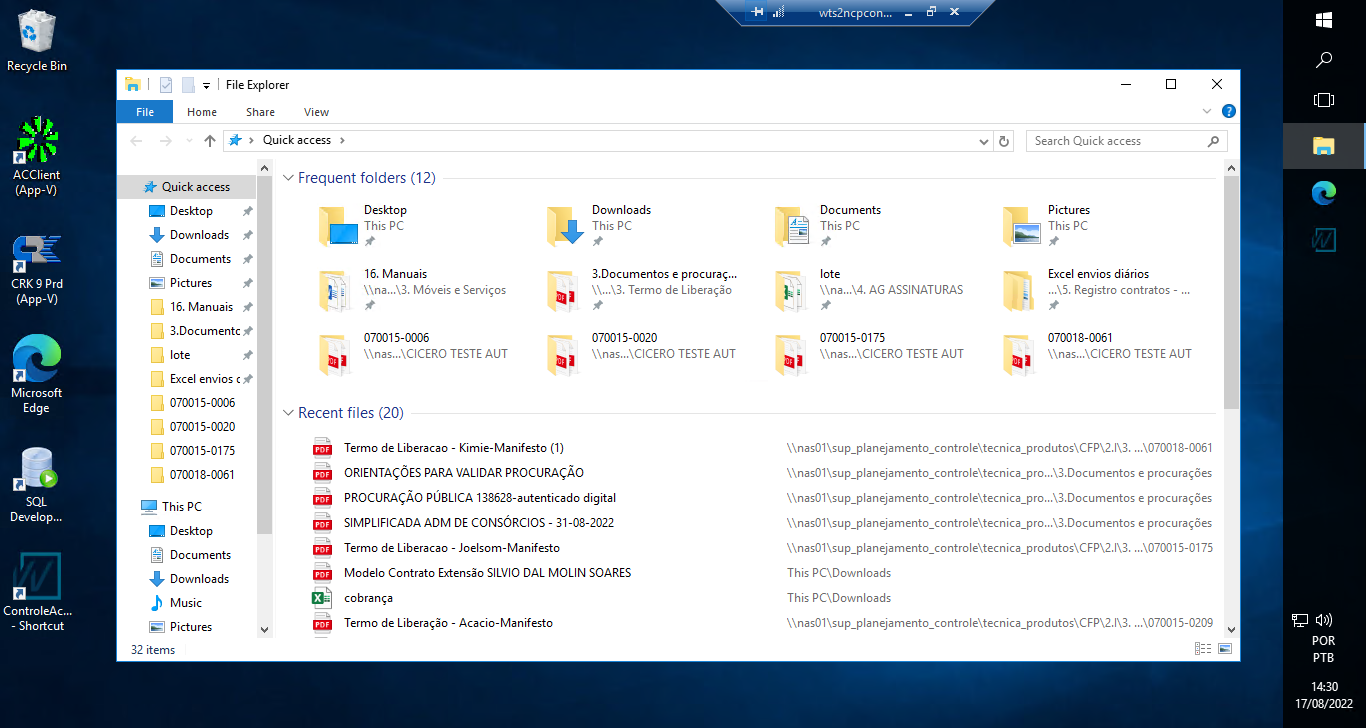 Recycle Bin
ACClient
(App-V)
CRK 9 Prd
(App-V)
Microsoft
Edge
SQL
Develop...
ControleAc...
- Shortcut
wts2ncpcon...
File Explorer
File Home Share View
Quick access
Search Quick access
Quick access
Desktop
Downloads
Documents
Pictures
16. Manuais
3.Documento
lote
Excel envios d
070015-0006
070015-0020
070015-0175
070018-0061
This PC
Desktop
Documents
Downloads
Music
Pictures
Frequent folders (12)
Desktop
This PC
Downloads
This PC
Documents
This PC
Pictures
This PC
16. Manuais
\\na...\3. Móveis e Serviços
3.Documentos e procuraç...
\\...\3. Termo de Liberação
lote
\\na...\4. AG ASSINATURAS
Excel envios diários
...\5. Registro contratos - ...
070015-0006
\\nas...\CICERO TESTE AUT
070015-0020
\\nas...\CICERO TESTE AUT
070015-0175
\\nas...\CICERO TESTE AUT
070018-0061
\\nas...\CICERO TESTE AUT
Recent files (20)
Termo de Liberacao - Kimie-Manifesto (1) \\nas01\sup_planejamento_controle\tecnica_produtos\CFP\2.I\3. ...\070018-0061
ORIENTAÇÕES PARA VALIDAR PROCURAÇÃO \\nas01\sup_planejamento_controle\tecnica_pro...\3.Documentos e procurações
PROCURAÇÃO PÚBLICA 138628-autenticado digital \\nas01\sup_planejamento_controle\tecnica_pro...\3.Documentos e procurações
SIMPLIFICADA ADM DE CONSÓRCIOS - 31-08-2022 \\nas01\sup_planejamento_controle\tecnica_pro...\3.Documentos e procurações
Termo de Liberacao - Joelsom-Manifesto \\nas01\sup_planejamento_controle\tecnica_produtos\CFP\2.I\3. ...\070015-0175
Modelo Contrato Extensão SILVIO DAL MOLIN SOARES This PC\Downloads
cobrança This PC\Downloads
Termo de Liberação - Acacio-Manifesto \\nas01\sup_planejamento_controle\tecnica_produtos\CFP\2.I\3. ...\070015-0209
32 items
POR
PTB
14:30
17/08/2022